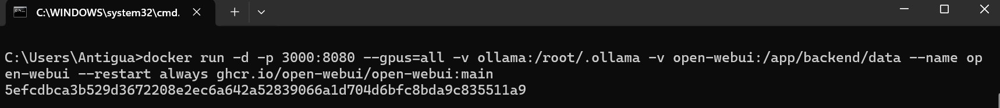 C:\WINDOWS\system32\cmd.
C:\Users\Antigua>docker run -d -p 3000:8080 --gpus=all -v ollama:/root/.ollama -v open-webui:/app/backend/data --name op
en-webui --restart always ghcr.io/open-webui/open-webui:main
5efcdbca3b529d3672208e2ec6a642a52839066a1d704d6bfc8bda9c835511a9